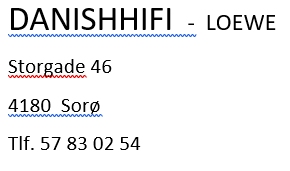 DANISHHIFI - LOEWE
Storgade 46
4180 Sorø
Tlf. 57 83 02 54